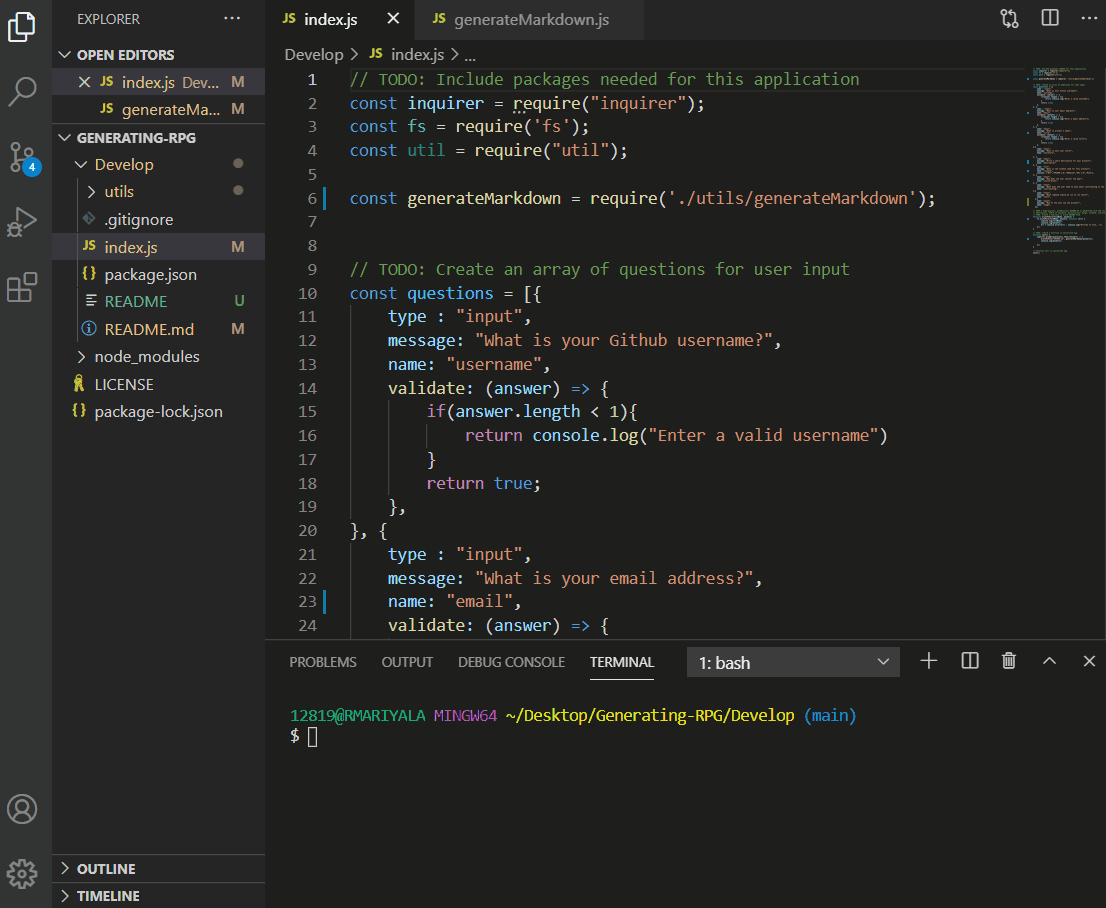 EXPLORER
OPEN EDITORS
JS index.js Dev... M
JS generateMa... M
GENERATING-RPG
Develop
utils
.gitignore
JS index.js M
{} package.json
README U
README.md M
node_modules
LICENSE
{} package-lock.json
OUTLINE
TIMELINE
4
JS index.js
JS generateMarkdown.js
Develop > JS index.js > ...
1 // TODO: Include packages needed for this application
2 const inquirer = require("inquirer");
3 const fs = require('fs');
4 const util = require("util");
5
6 const generateMarkdown = require('./utils/generateMarkdown');
7
8
9 // TODO: Create an array of questions for user input
10 const questions = [{
11 type : "input",
12 message: "What is your Github username?",
13 name: "username",
14 validate: (answer) => {
15 if(answer.length < 1){
16 return console.log("Enter a valid username")
17 }
18 return true;
19 },
20 }, {
21 type : "input",
22 message: "What is your email address?",
23 name: "email",
24 validate: (answer) => {
PROBLEMS OUTPUT DEBUG CONSOLE TERMINAL 1: bash
12819@RMARIYALA MINGW64 ~/Desktop/Generating-RPG/Develop (main)
$